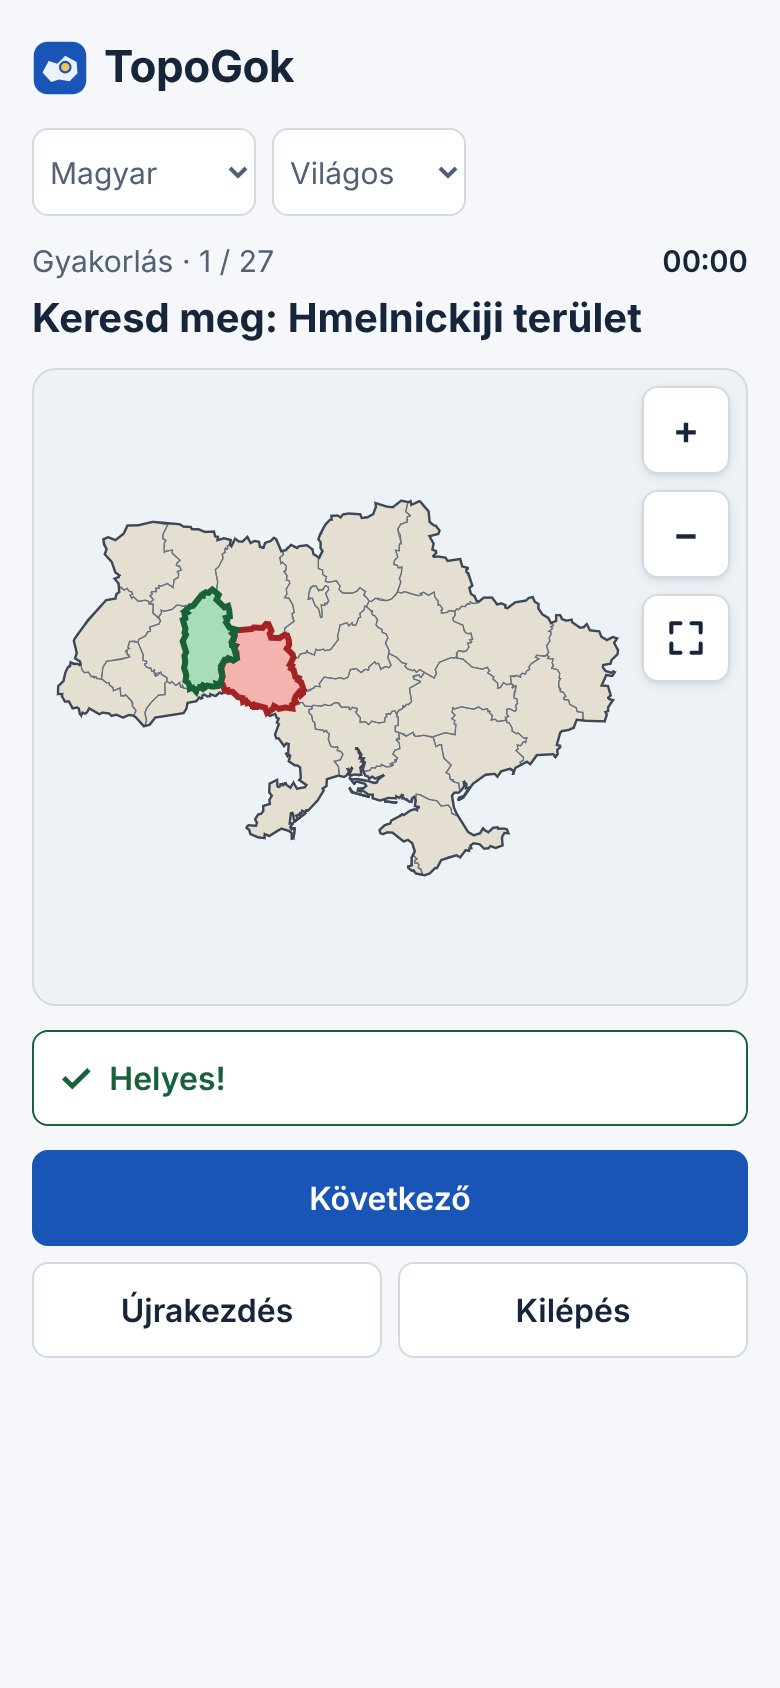 TopoGok
Magyar
Világos
Gyakorlás · 1 / 27
00:00
Keresd meg: Hmelnickiji terület
+
−
Helyes!
Következő
Újrakezdés
Kilépés